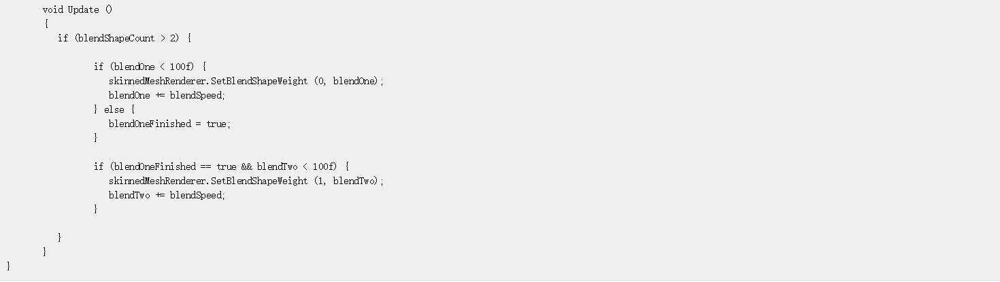 void Update ()
{
if (blendShapeCount > 2) {
if (blendOne < 100f) {
skinnedMeshRenderer.SetBlendShapeWeight (0, blendOne);
blendOne += blendSpeed;
} else {
blendOneFinished = true;
}
if (blendOneFinished == true && blendTwo < 100f) {
skinnedMeshRenderer.SetBlendShapeWeight (1, blendTwo);
blendTwo += blendSpeed;
}
}
}
}